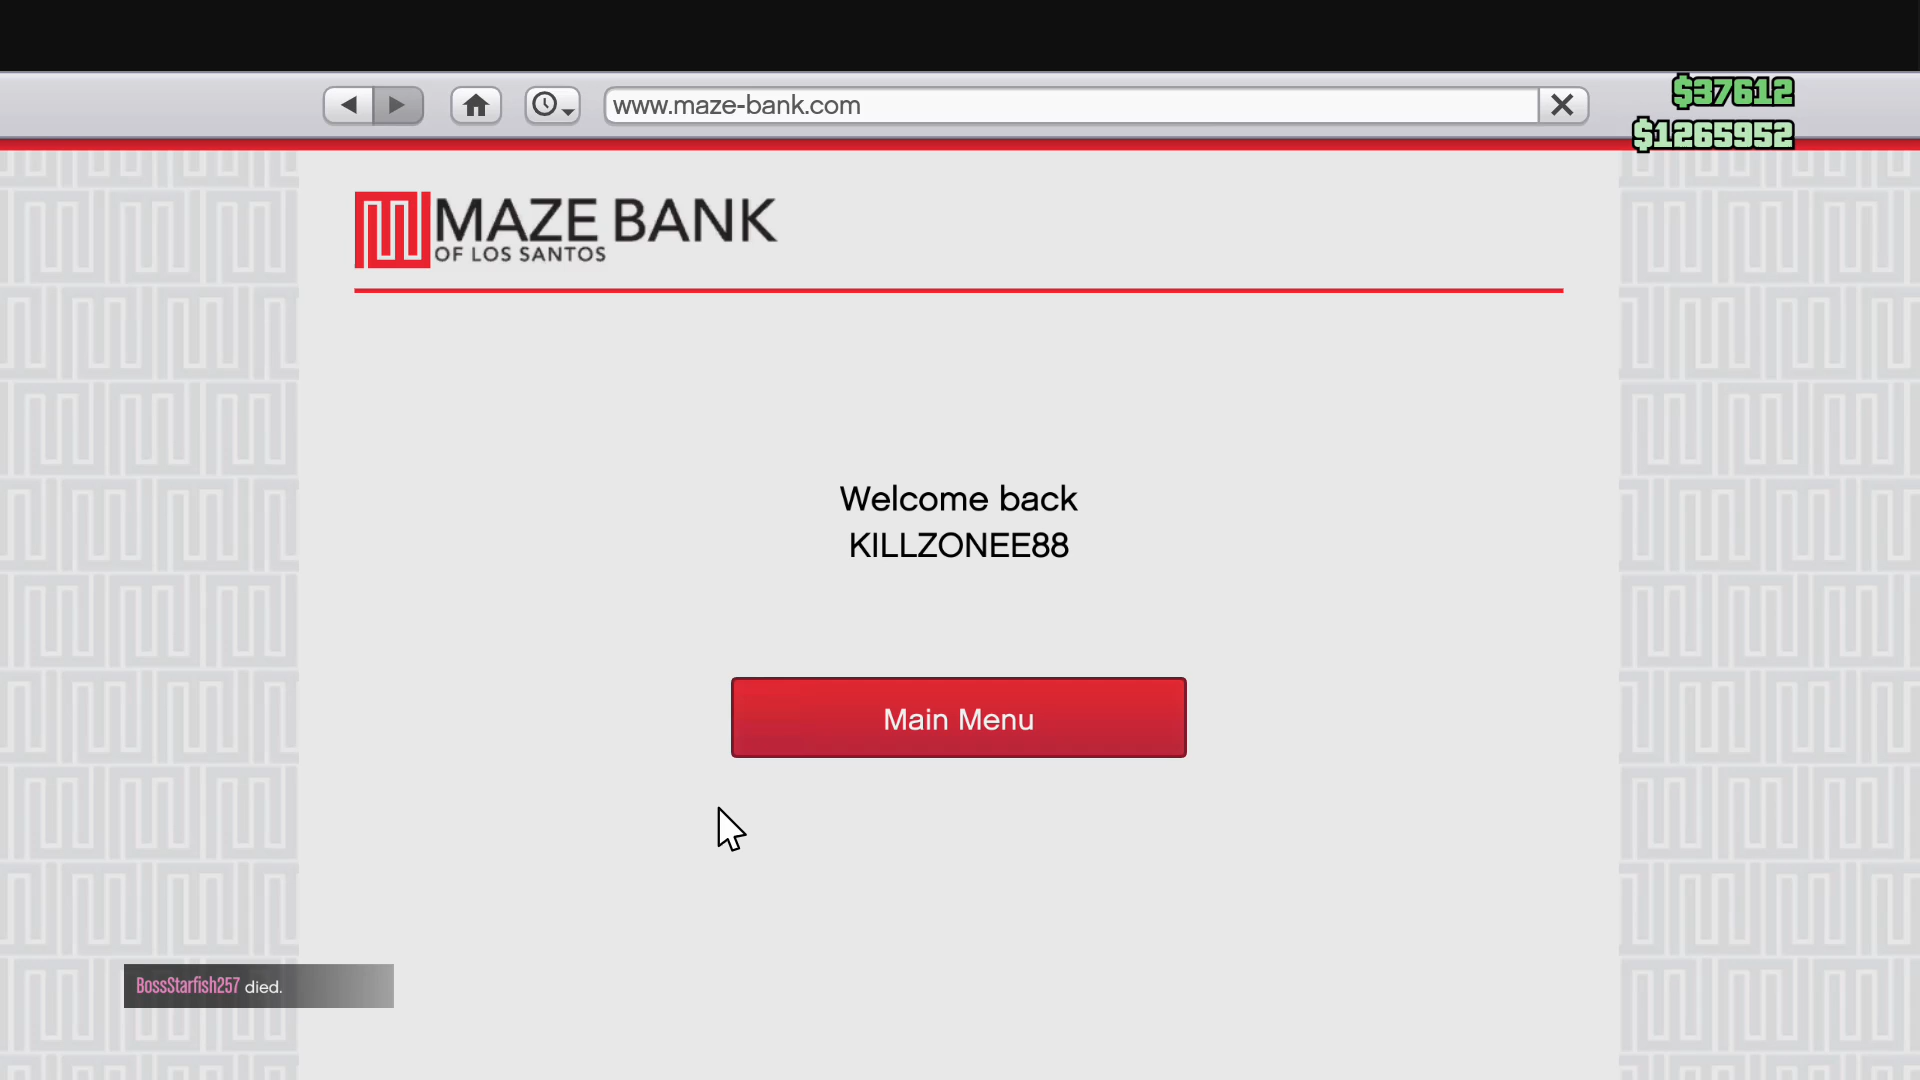 www.maze-bank.com
$37612
$1265952
MAZE BANK
OF LOS SANTOS
Welcome back
KILLZONEE88
Main Menu
BossStarfish257 died.